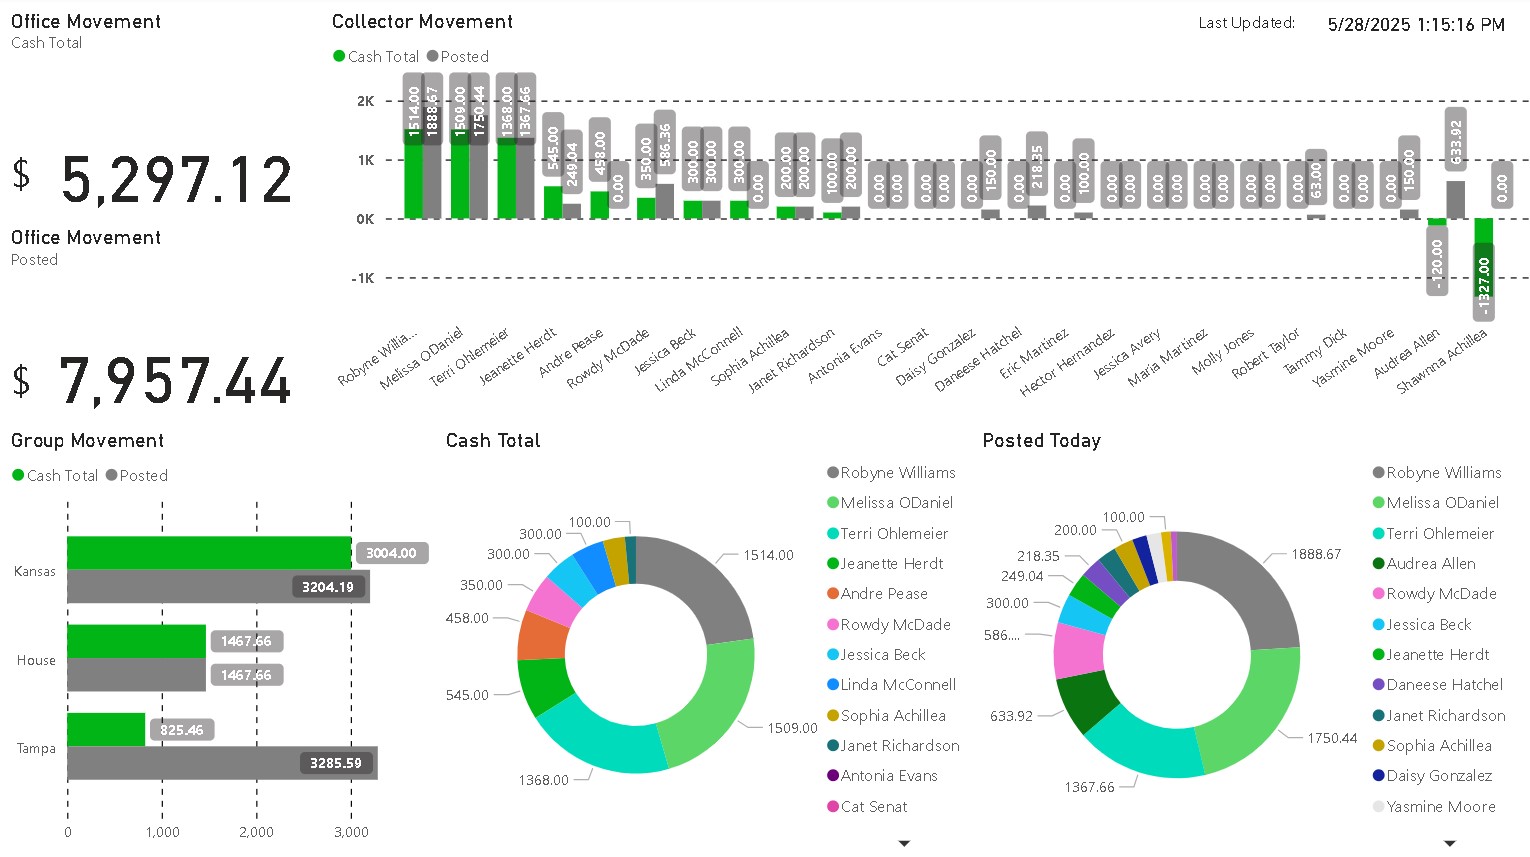 Office Movement
Cash Total
$ 5,297.12
Office Movement
Posted
$ 7,957.44
Collector Movement
Last Updated: 5/28/2025 1:15:16 PM
Cash Total Posted
2K
1K
0K
-1K
1514.00 1888.67 1509.00 1750.44 1368.00 1367.66 545.00 249.04 458.00 0.00 350.00 586.36 300.00 300.00 300.00 0.00 200.00 200.00 100.00 200.00 0.00 0.00 0.00 0.00 0.00 150.00 0.00 218.35 0.00 100.00 0.00 0.00 0.00 0.00 0.00 0.00 0.00 0.00 0.00 63.00 0.00 0.00 0.00 150.00 -120.00 633.92 -1327.00 0.00
Robyne Willia...
Melissa ODaniel
Terri Ohlemeier
Jeanette Herdt
Andre Pease
Rowdy McDade
Jessica Beck
Linda McConnell
Sophia Achillea
Janet Richardson
Antonia Evans
Cat Senat
Daisy Gonzalez
Daneese Hatchel
Eric Martinez
Hector Hernandez
Jessica Avery
Maria Martinez
Molly Jones
Robert Taylor
Tammy Dick
Yasmine Moore
Audrea Allen
Shawnna Achillea
Group Movement
Cash Total Posted
Kansas
3004.00
3204.19
House
1467.66
1467.66
Tampa
825.46
3285.59
0 1,000 2,000 3,000
Cash Total
1514.00
1509.00
1368.00
545.00
458.00
350.00
300.00
300.00
100.00
Robyne Williams
Melissa ODaniel
Terri Ohlemeier
Jeanette Herdt
Andre Pease
Rowdy McDade
Jessica Beck
Linda McConnell
Sophia Achillea
Janet Richardson
Antonia Evans
Cat Senat
Posted Today
1888.67
1750.44
1367.66
633.92
586....
300.00
249.04
218.35
200.00
100.00
Robyne Williams
Melissa ODaniel
Terri Ohlemeier
Audrea Allen
Rowdy McDade
Jessica Beck
Jeanette Herdt
Daneese Hatchel
Janet Richardson
Sophia Achillea
Daisy Gonzalez
Yasmine Moore